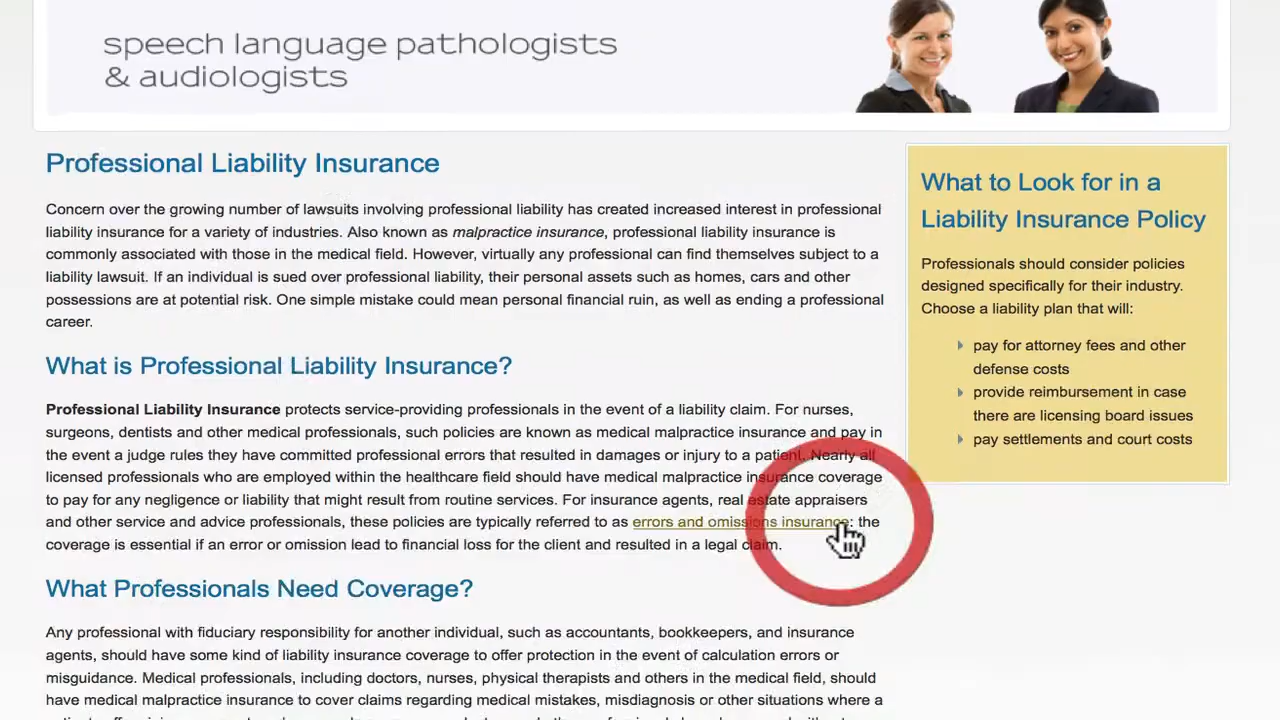 speech language pathologists
& audiologists
Professional Liability Insurance
Concern over the growing number of lawsuits involving professional liability has created increased interest in professional
liability insurance for a variety of industries. Also known as malpractice insurance, professional liability insurance is
commonly associated with those in the medical field. However, virtually any professional can find themselves subject to a
liability lawsuit. If an individual is sued over professional liability, their personal assets such as homes, cars and other
possessions are at potential risk. One simple mistake could mean personal financial ruin, as well as ending a professional
career.
What is Professional Liability Insurance?
Professional Liability Insurance protects service-providing professionals in the event of a liability claim. For nurses,
surgeons, dentists and other medical professionals, such policies are known as medical malpractice insurance and pay in
the event a judge rules they have committed professional errors that resulted in damages or injury to a patient. Nearly all
licensed professionals who are employed within the healthcare field should have medical malpractice insurance coverage
to pay for any negligence or liability that might result from routine services. For insurance agents, real estate appraisers
and other service and advice professionals, these policies are typically referred to as errors and omissions insurance: the
coverage is essential if an error or omission lead to financial loss for the client and resulted in a legal claim.
What Professionals Need Coverage?
Any professional with fiduciary responsibility for another individual, such as accountants, bookkeepers, and insurance
agents, should have some kind of liability insurance coverage to offer protection in the event of calculation errors or
misguidance. Medical professionals, including doctors, nurses, physical therapists and others in the medical field, should
have medical malpractice insurance to cover claims regarding medical mistakes, misdiagnosis or other situations where a
What to Look for in a
Liability Insurance Policy
Professionals should consider policies
designed specifically for their industry.
Choose a liability plan that will:
pay for attorney fees and other
defense costs
provide reimbursement in case
there are licensing board issues
pay settlements and court costs